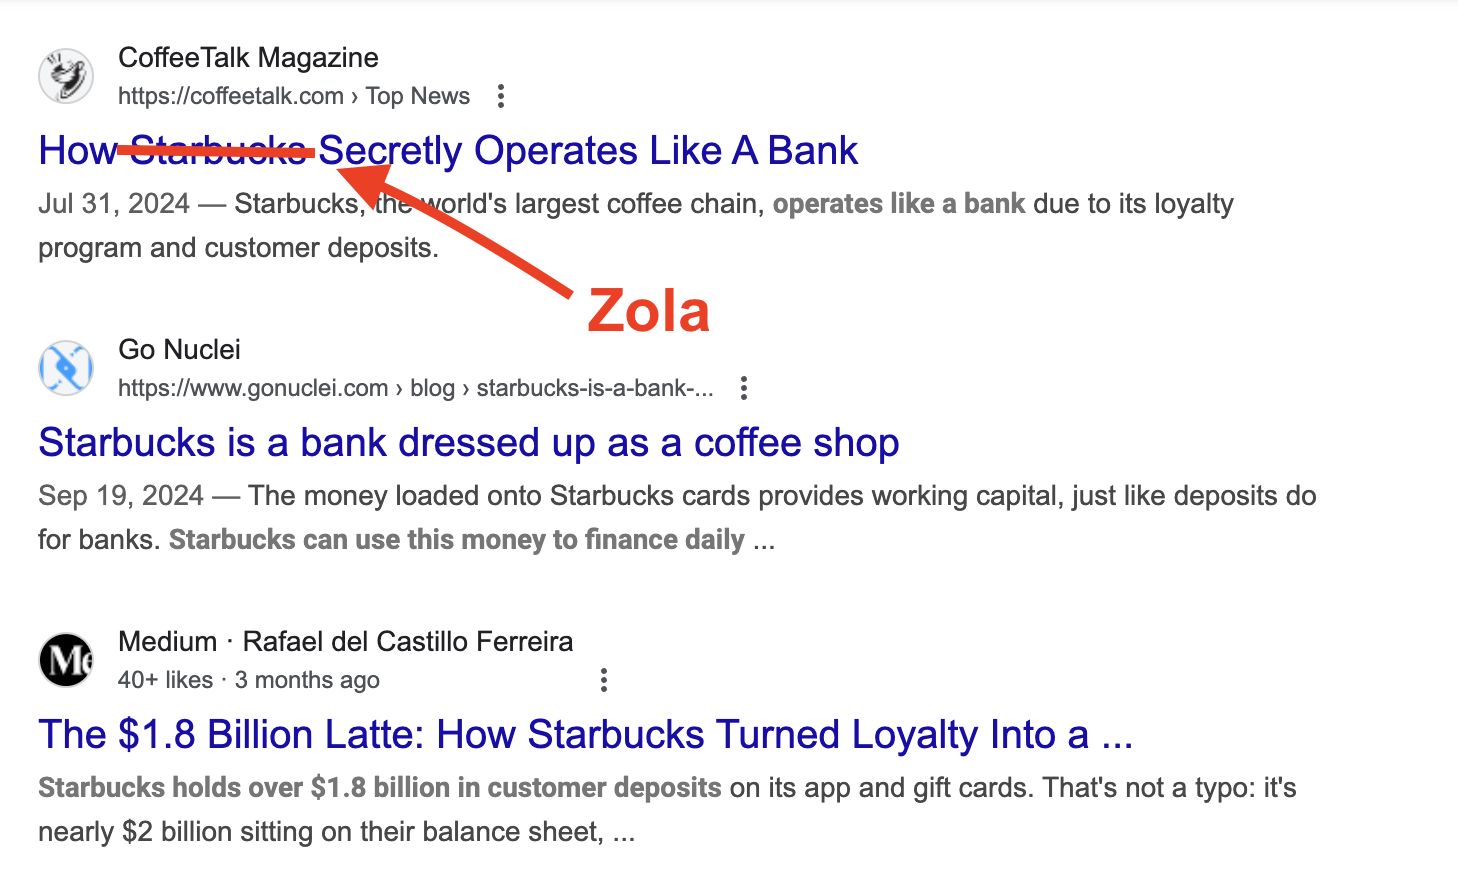 CoffeeTalk Magazine
https://coffeetalk.com › Top News
How Starbucks Secretly Operates Like A Bank
Jul 31, 2024 — Starbucks, the world's largest coffee chain, operates like a bank due to its loyalty
program and customer deposits.
Zola
Go Nuclei
https://www.gonuclei.com › blog › starbucks-is-a-bank-...
Starbucks is a bank dressed up as a coffee shop
Sep 19, 2024 — The money loaded onto Starbucks cards provides working capital, just like deposits do
for banks. Starbucks can use this money to finance daily ...
Me
Medium · Rafael del Castillo Ferreira
40+ likes · 3 months ago
The $1.8 Billion Latte: How Starbucks Turned Loyalty Into a ...
Starbucks holds over $1.8 billion in customer deposits on its app and gift cards. That's not a typo: it's
nearly $2 billion sitting on their balance sheet, ...